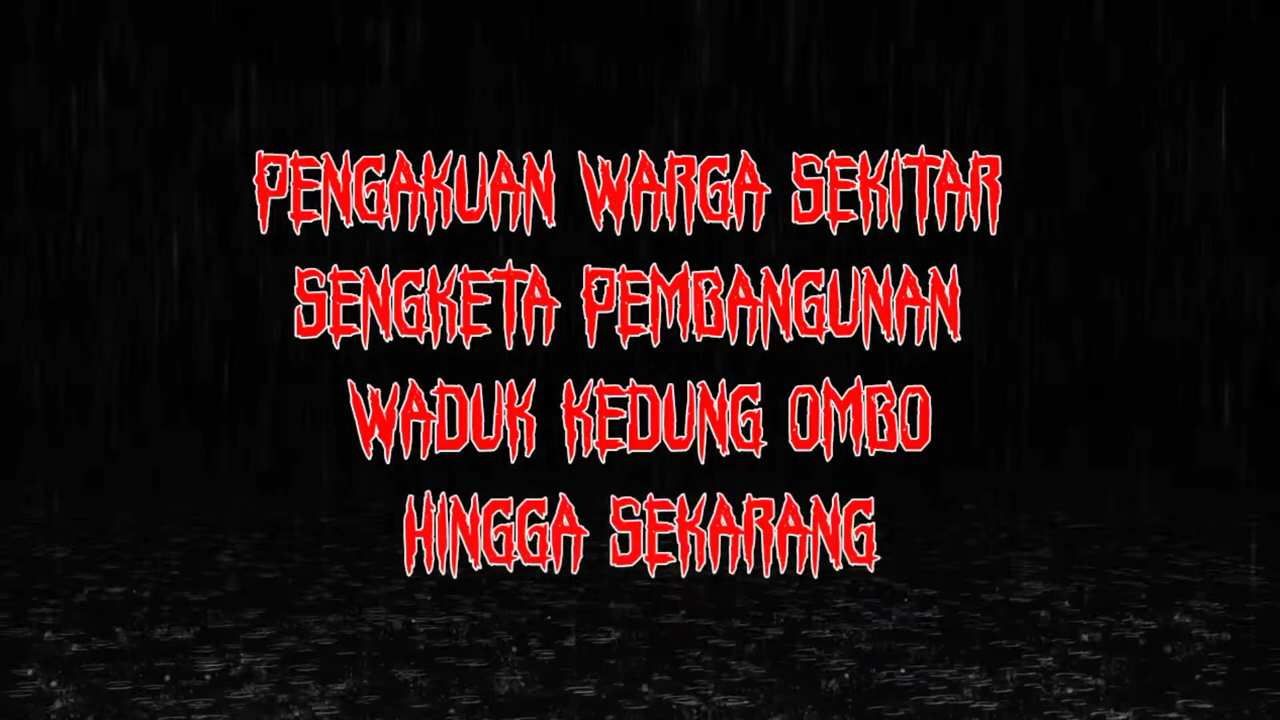 PENGAKUAN WARGA SEKITAR
SENGKETA PEMBANGUNAN
WADUK KEDUNG OMBO
HINGGA SEKARANG